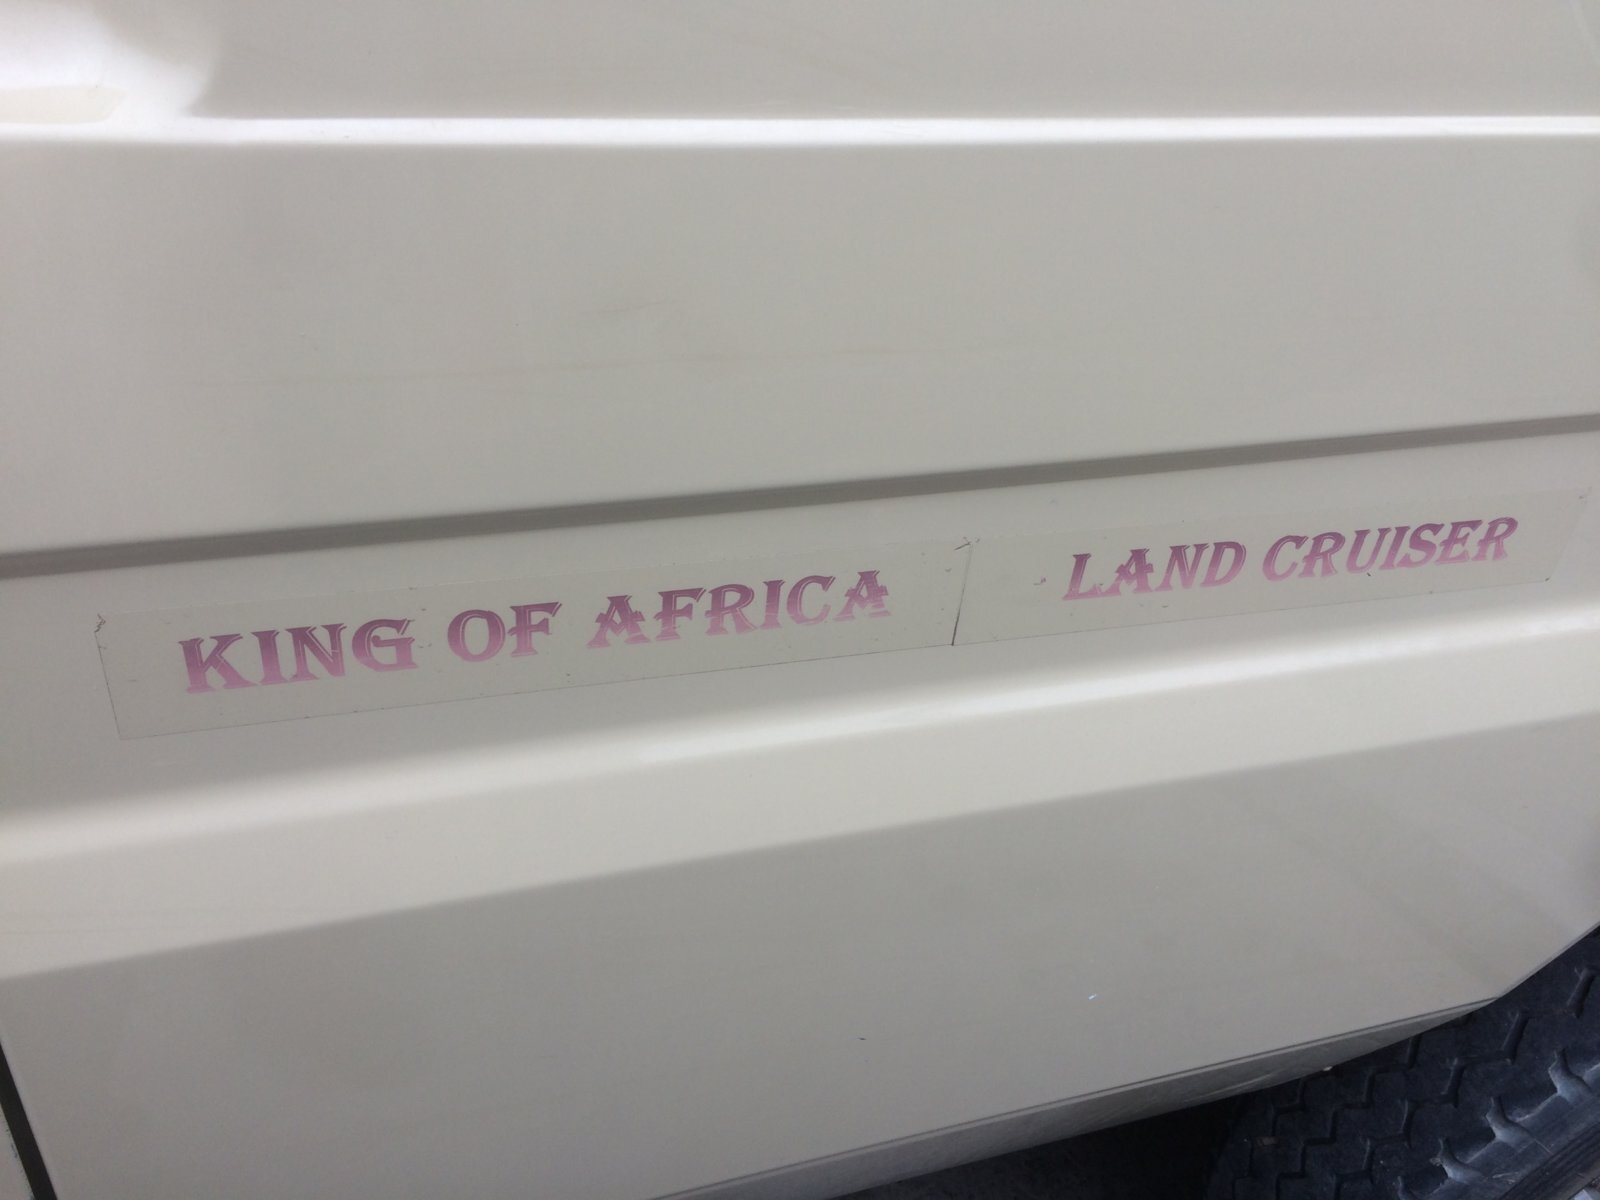 KING OF AFRICA LAND CRUISER